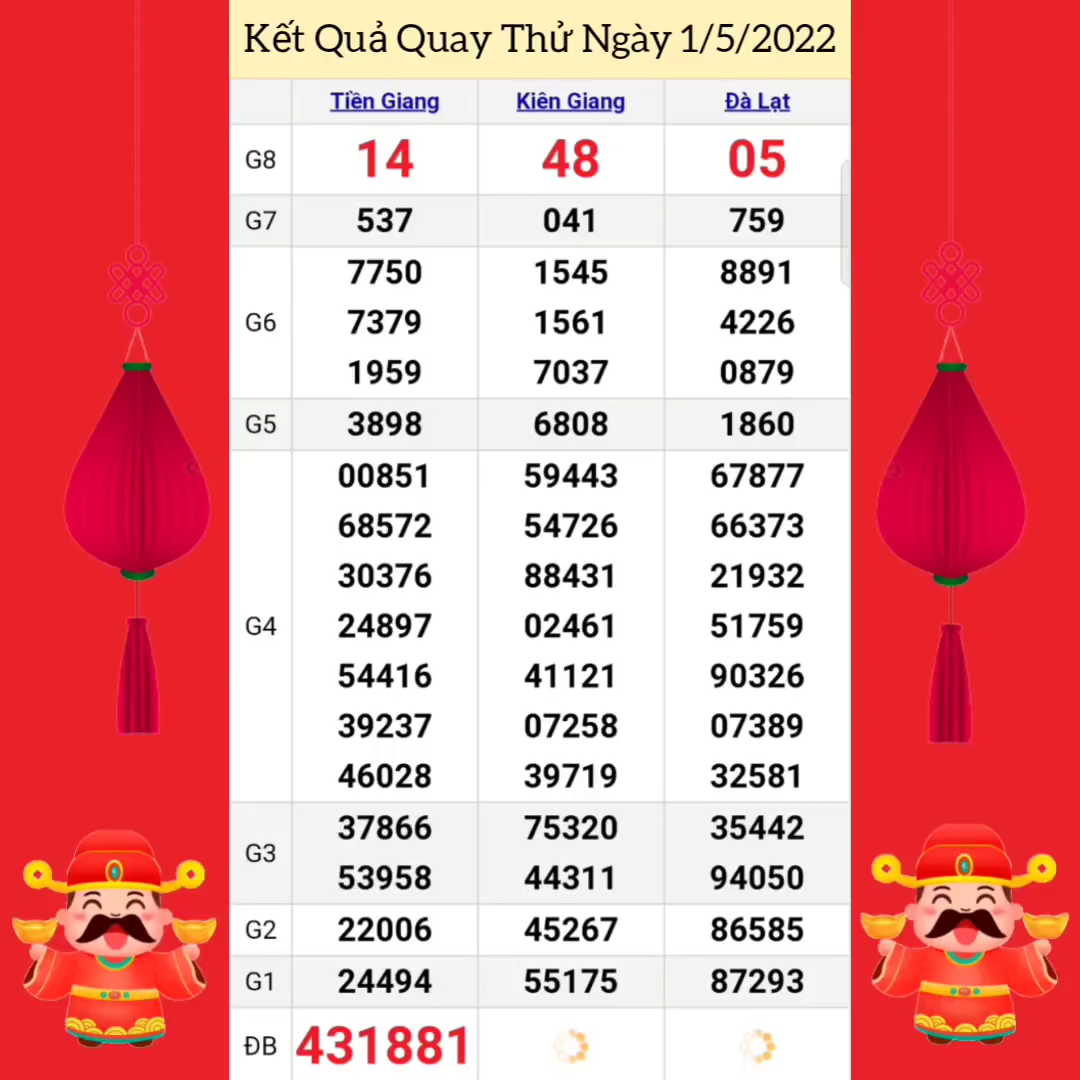 Kết Quả Quay Thử Ngày 1/5/2022
Tiền Giang Kiên Giang Đà Lạt
G8 14 48 05
G7 537 041 759
7750 1545 8891
G6 7379 1561 4226
1959 7037 0879
G5 3898 6808 1860
00851 59443 67877
68572 54726 66373
30376 88431 21932
G4 24897 02461 51759
54416 41121 90326
39237 07258 07389
46028 39719 32581
37866 75320 35442
G3
53958 44311 94050
G2 22006 45267 86585
G1 24494 55175 87293
ĐB 431881